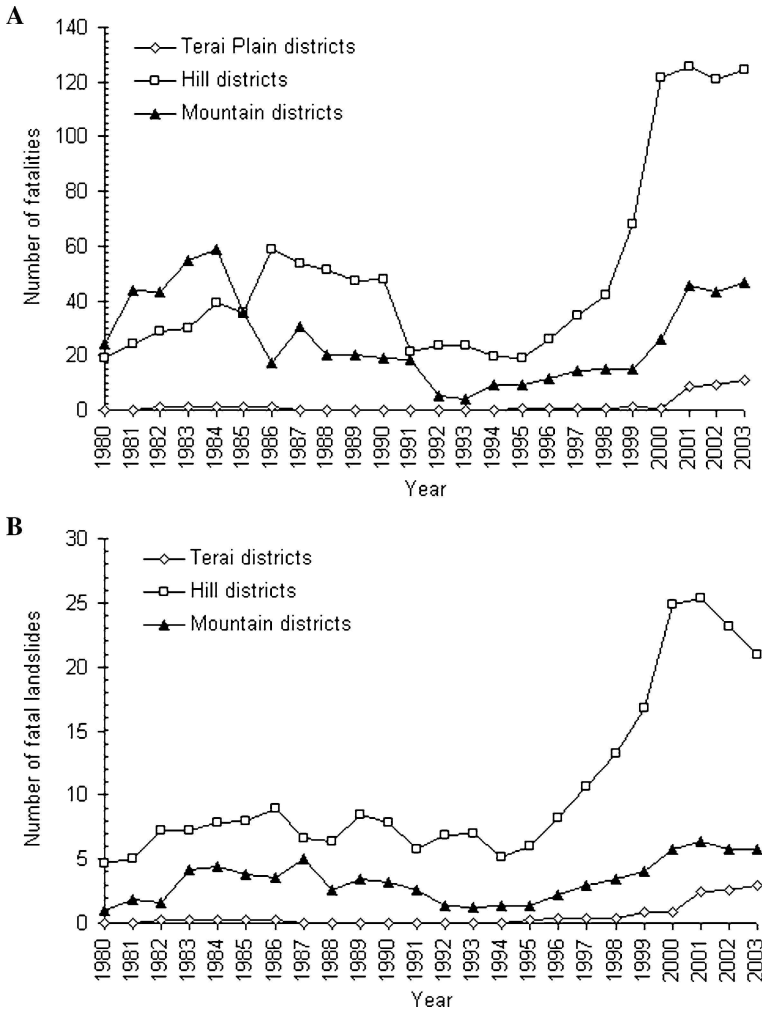 A
140
120
100
80
60
40
20
0
Number of fatalities
Terai Plain districts
Hill districts
Mountain districts
1980 1981 1982 1983 1984 1985 1986 1987 1988 1989 1990 1991 1992 1993 1994 1995 1996 1997 1998 1999 2000 2001 2002 2003
Year
B
30
25
20
15
10
5
0
Number of fatal landslides
Terai districts
Hill districts
Mountain districts
1980 1981 1982 1983 1984 1985 1986 1987 1988 1989 1990 1991 1992 1993 1994 1995 1996 1997 1998 1999 2000 2001 2002 2003
Year